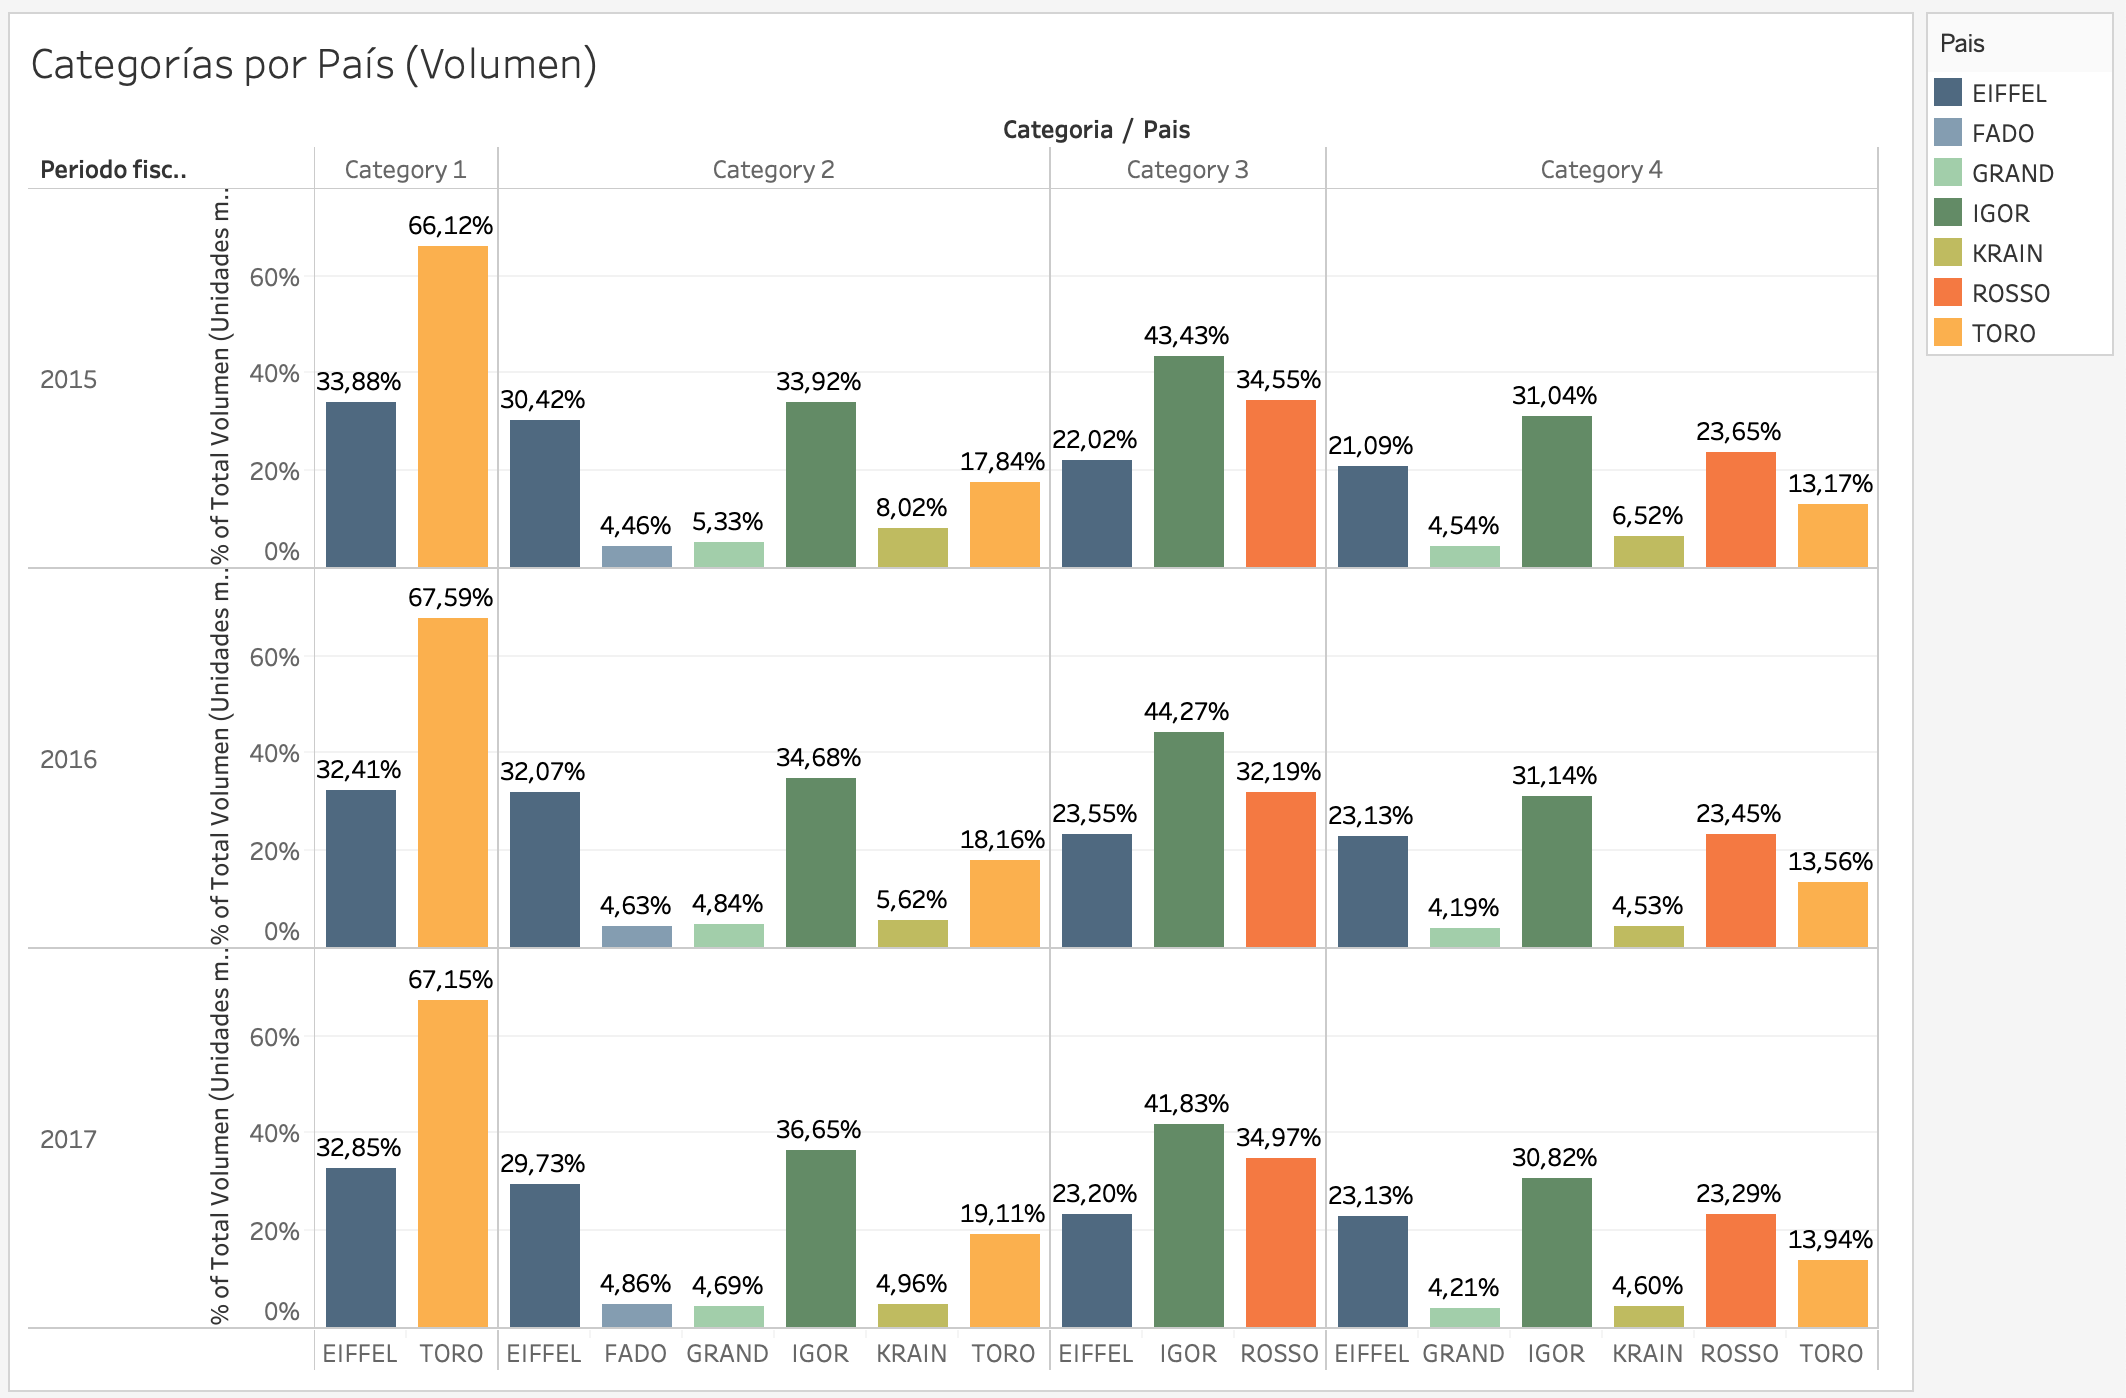 Categorías por País (Volumen)
Categoria / Pais
Periodo fisc..
Category 1
Category 2
Category 3
Category 4
2015
% of Total Volumen (Unidades m..
60%
40%
20%
0%
33,88%
66,12%
30,42%
4,46%
5,33%
33,92%
8,02%
17,84%
22,02%
43,43%
34,55%
21,09%
4,54%
31,04%
6,52%
23,65%
13,17%
2016
% of Total Volumen (Unidades m..
60%
40%
20%
0%
32,41%
67,59%
32,07%
4,63%
4,84%
34,68%
5,62%
18,16%
23,55%
44,27%
32,19%
23,13%
4,19%
31,14%
4,53%
23,45%
13,56%
2017
% of Total Volumen (Unidades m..
60%
40%
20%
0%
32,85%
67,15%
29,73%
4,86%
4,69%
36,65%
4,96%
19,11%
23,20%
41,83%
34,97%
23,13%
4,21%
30,82%
4,60%
23,29%
13,94%
EIFFEL
TORO
EIFFEL
FADO
GRAND
IGOR
KRAIN
TORO
EIFFEL
IGOR
ROSSO
EIFFEL
GRAND
IGOR
KRAIN
ROSSO
TORO
Pais
EIFFEL
FADO
GRAND
IGOR
KRAIN
ROSSO
TORO